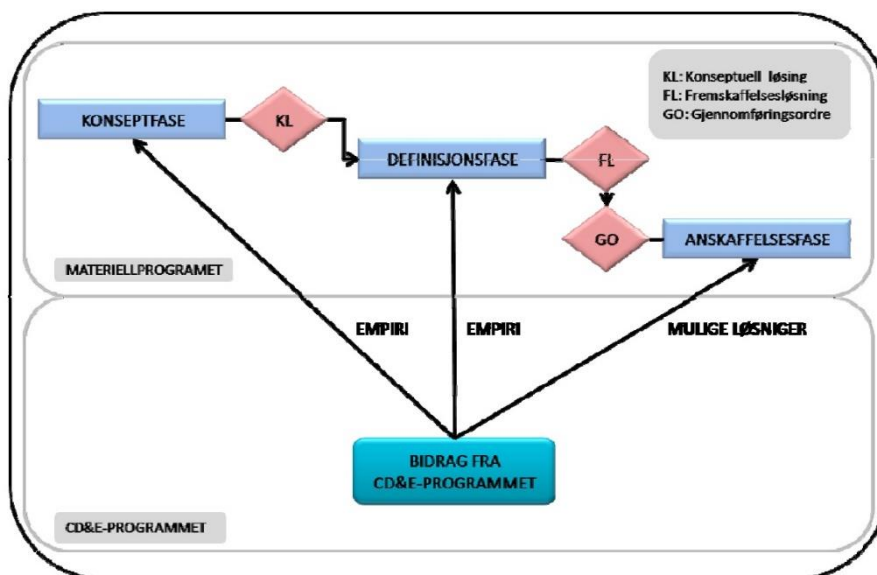 KL: Konseptuell løsing
FL: Fremskaffelsesløsning
GO: Gjennomføringsordre
KONSEPTFASE
KL
DEFINISJONSFASE
FL
GO
ANSKAFFELSESFASE
MATERIELLPROGRAMET
EMPIRI
EMPIRI
MULIGE LØSNIGER
BIDRAG FRA
CD&E-PROGRAMMET
CD&E-PROGRAMMET